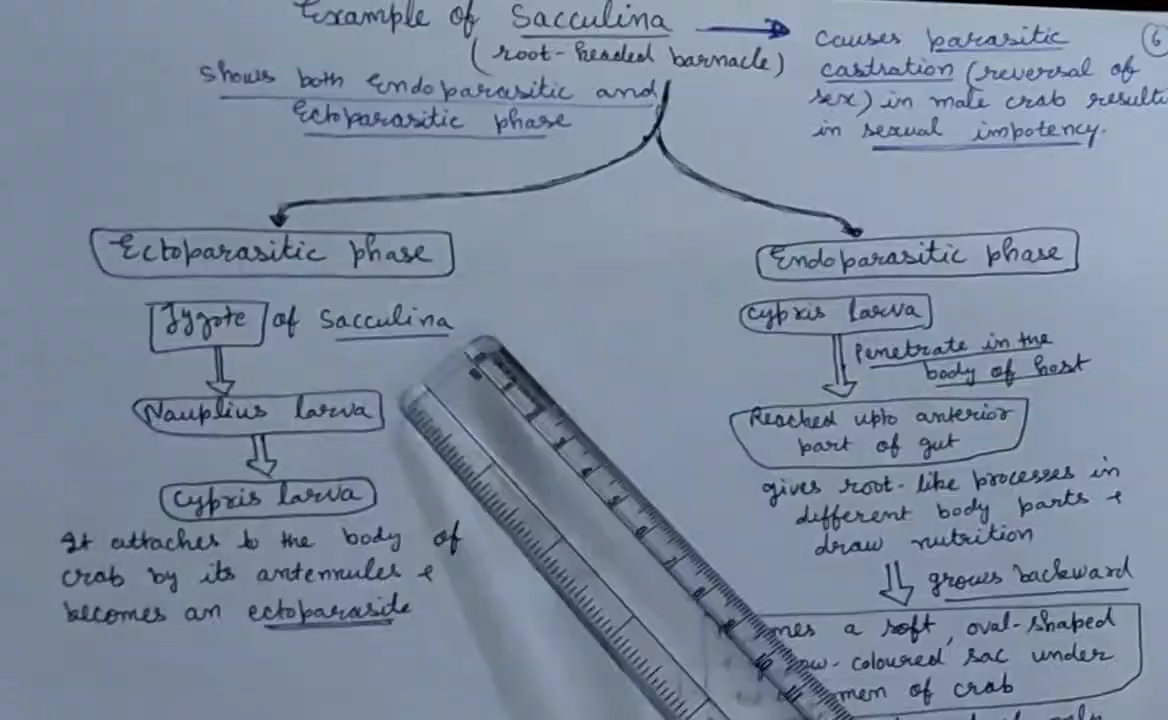 Example of Sacculina
(root-headed barnacle)
shows both Endoparasitic and
Ectoparasitic phase
causes parasitic
castration (reversal of
sex) in male crab
in sexual impotency.
6
Ectoparasitic phase
Zygote of Sacculina
Nauplius larva
Cypris larva
It attaches to the body of
crab by its antennules &
becomes an ectoparasite
Endoparasitic phase
Cypris larva
Penetrate in the
body of host
Reached upto anterior
part of gut
gives root-like processes in
different body parts &
draw nutrition
grows backward
a soft, oval-shaped
coloured sac under
of crab